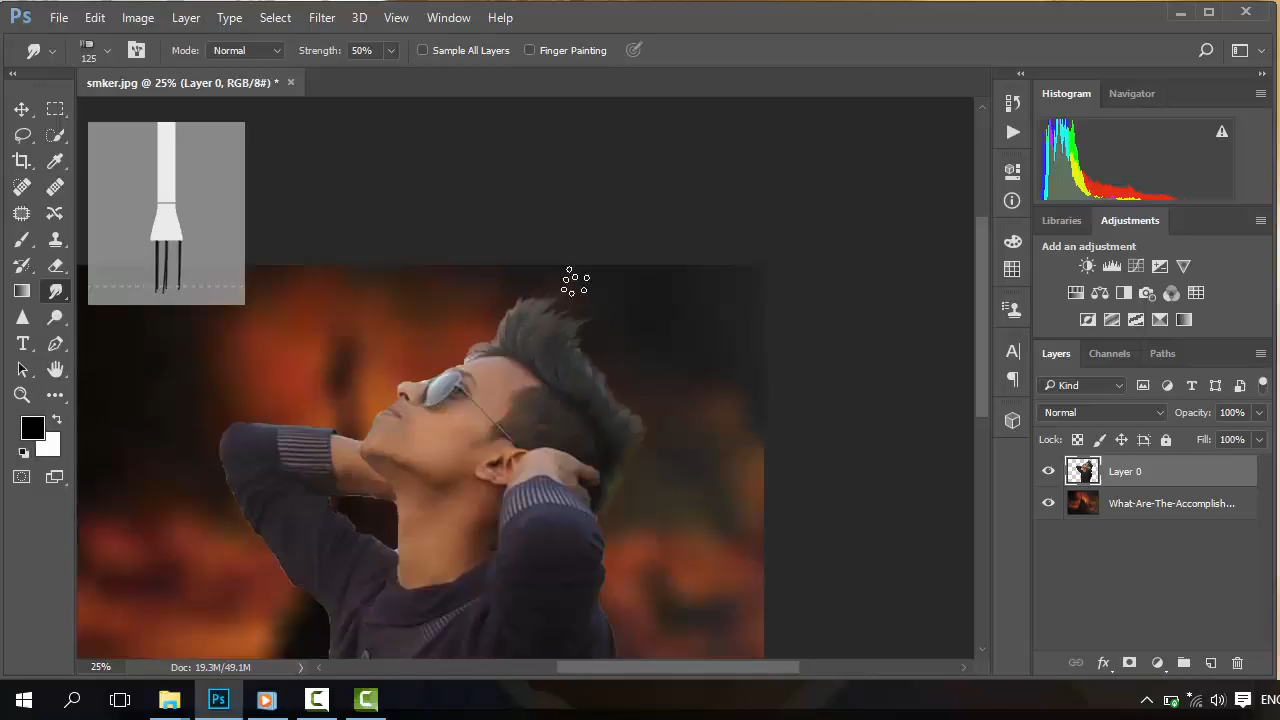 Ps File Edit Image Layer Type Select Filter 3D View Window Help
125 Mode: Normal Strength: 50% Sample All Layers Finger Painting
smker.jpg @ 25% (Layer 0, RGB/8#) * ×
Histogram Navigator
Libraries Adjustments
Add an adjustment
Layers Channels Paths
Kind
Normal Opacity: 100%
Lock: Fill: 100%
Layer 0
What-Are-The-Accomplish...
25% Doc: 19.3M/49.1M
Ps ENG